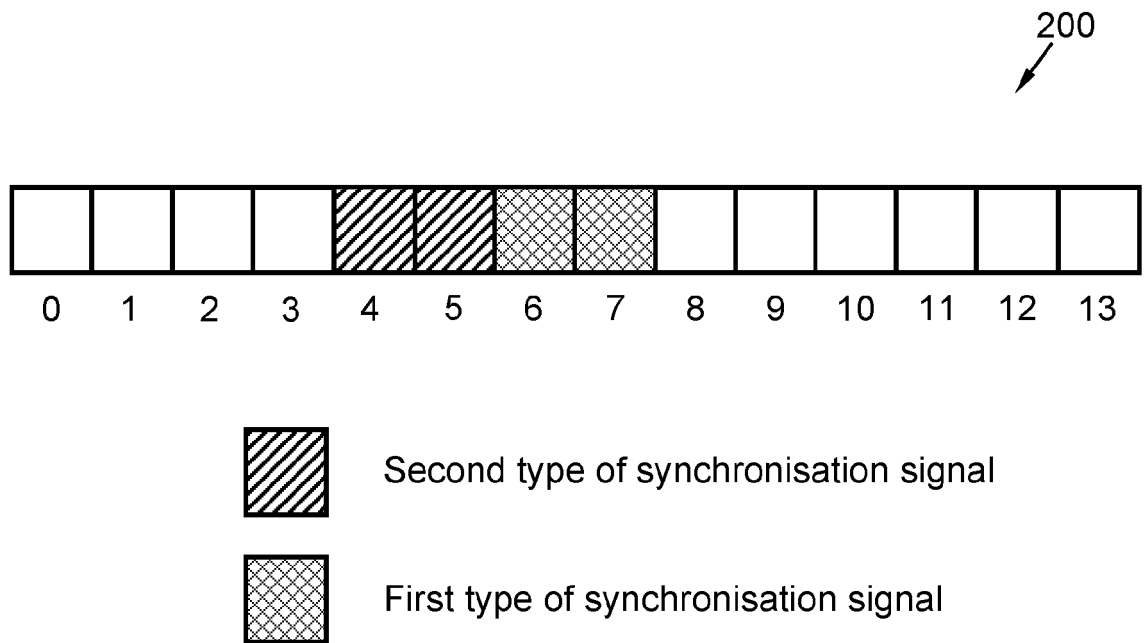 200
0 1 2 3 4 5 6 7 8 9 10 11 12 13
Second type of synchronisation signal
First type of synchronisation signal